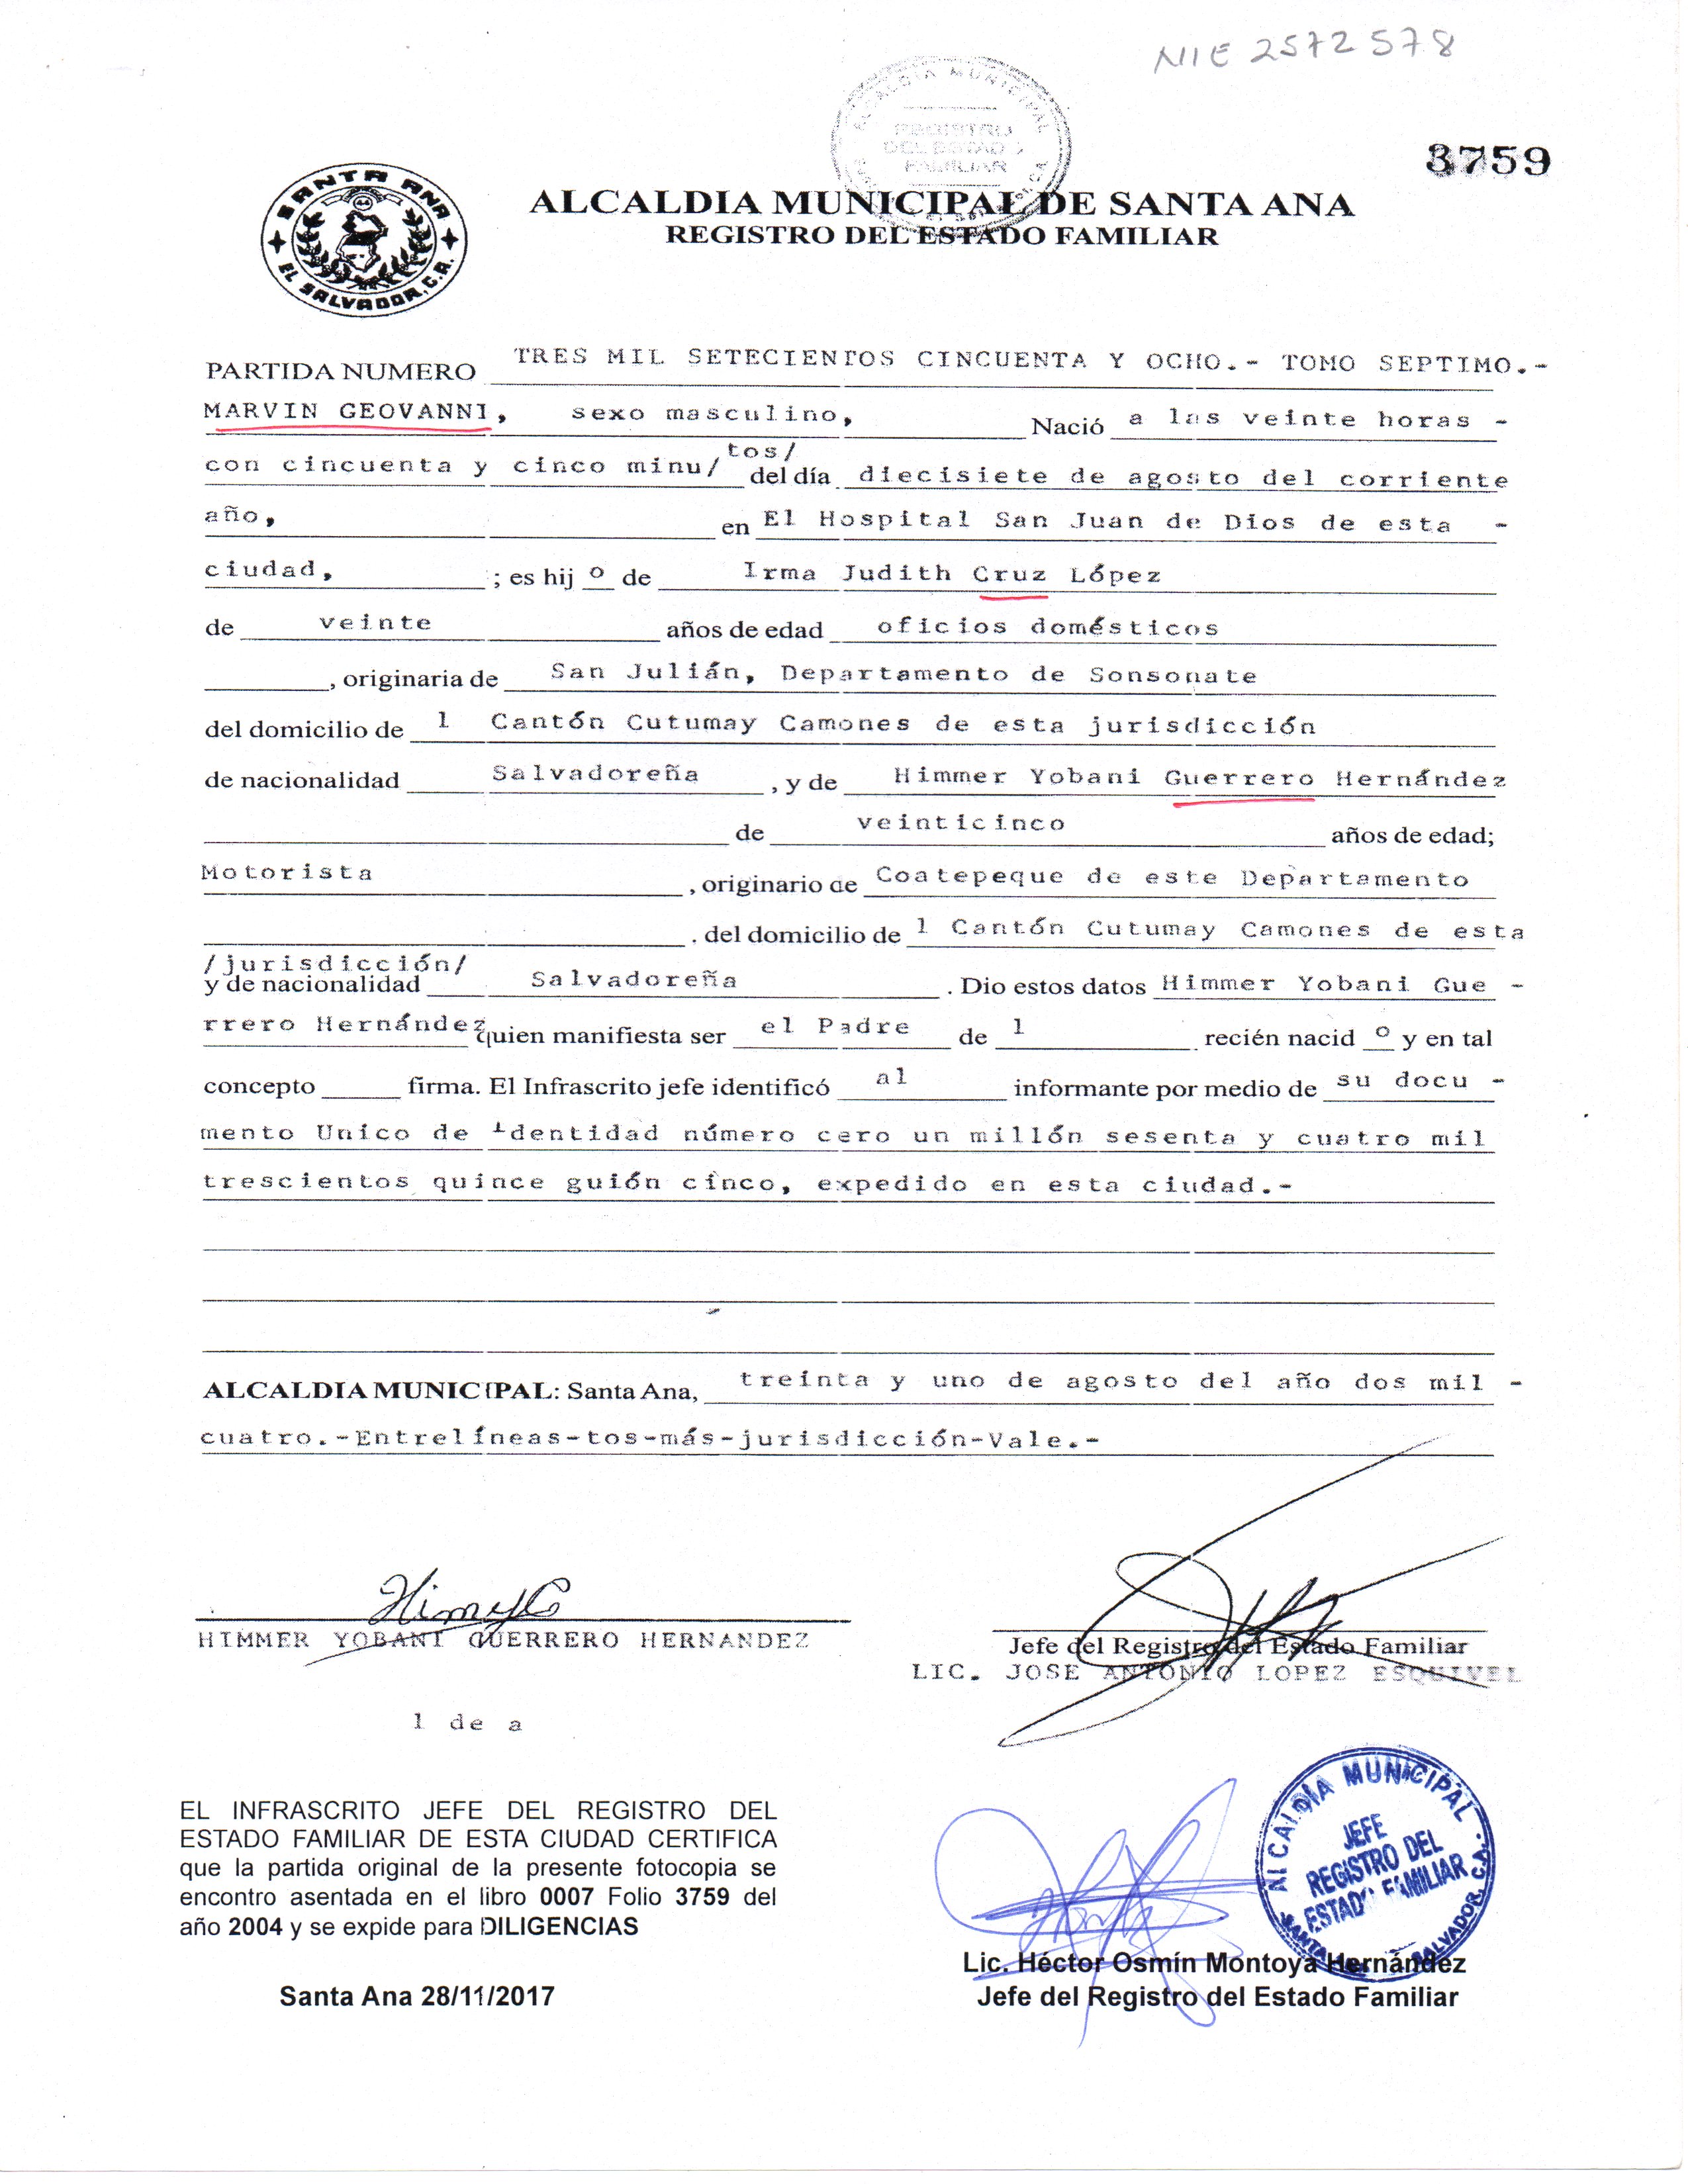 NIE 2572578
ALCALDIA MUNICIPAL
REGISTRO
DEL ESTADO
FAMILIAR
3759
SANTA ANA
EL SALVADOR, C.A.
ALCALDIA MUNICIPAL DE SANTA ANA
REGISTRO DEL ESTADO FAMILIAR
PARTIDA NUMERO TRES MIL SETECIENTOS CINCUENTA Y OCHO.- TOMO SEPTIMO.-
MARVIN GEOVANNI, sexo masculino, Nació a las veinte horas -
con cincuenta y cinco minu/tos/ del día diecisiete de agosto del corriente
año, en El Hospital San Juan de Dios de esta -
ciudad, ; es hij o de Irma Judith Cruz López
de veinte años de edad oficios domésticos
, originaria de San Julián, Departamento de Sonsonate
del domicilio de l Cantón Cutumay Camones de esta jurisdicción
de nacionalidad Salvadoreña , y de Himmer Yobani Guerrero Hernández
de veinticinco años de edad;
Motorista , originario de Coatepeque de este Departamento
. del domicilio de l Cantón Cutumay Camones de esta
/jurisdicción/
y de nacionalidad Salvadoreña . Dio estos datos Himmer Yobani Gue -
rrero Hernández quien manifiesta ser el Padre de l recién nacid o y en tal
concepto firma. El Infrascrito jefe identificó al informante por medio de su docu -
mento Unico de Identidad número cero un millón sesenta y cuatro mil
trescientos quince guión cinco, expedido en esta ciudad.-
ALCALDIA MUNICIPAL: Santa Ana, treinta y uno de agosto del año dos mil -
cuatro.-Entrelíneas-tos-más-jurisdicción-Vale.-
HIMMER YOBANI GUERRERO HERNANDEZ
Jefe del Registro del Estado Familiar
LIC. JOSE ANTONIO LOPEZ ESQUIVEL
l de a
EL INFRASCRITO JEFE DEL REGISTRO DEL
ESTADO FAMILIAR DE ESTA CIUDAD CERTIFICA
que la partida original de la presente fotocopia se
encontro asentada en el libro 0007 Folio 3759 del
año 2004 y se expide para DILIGENCIAS
Santa Ana 28/11/2017
ALCALDIA MUNICIPAL
JEFE
REGISTRO DEL
ESTADO FAMILIAR
SANTA SALVADOR, C.A.
Lic. Héctor Osmín Montoya Hernández
Jefe del Registro del Estado Familiar